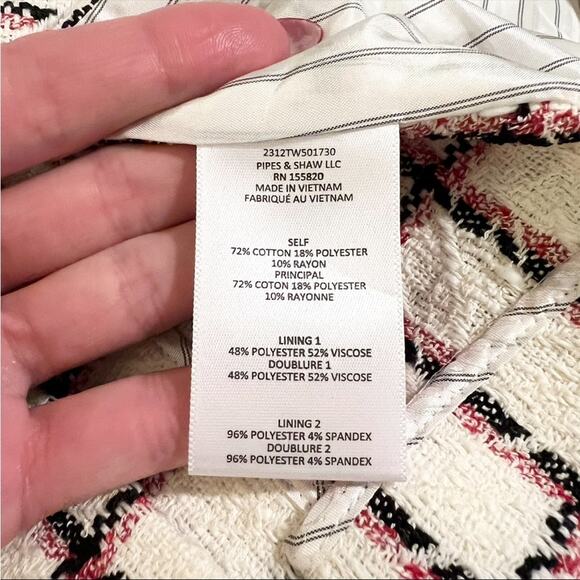 2312TW501730
PIPES & SHAW LLC
RN 155820
MADE IN VIETNAM
FABRIQUÉ AU VIETNAM
SELF
72% COTTON 18% POLYESTER
10% RAYON
PRINCIPAL
72% COTTON 18% POLYESTER
10% RAYONNE
LINING 1
48% POLYESTER 52% VISCOSE
DOUBLURE 1
48% POLYESTER 52% VISCOSE
LINING 2
96% POLYESTER 4% SPANDEX
DOUBLURE 2
96% POLYESTER 4% SPANDEX